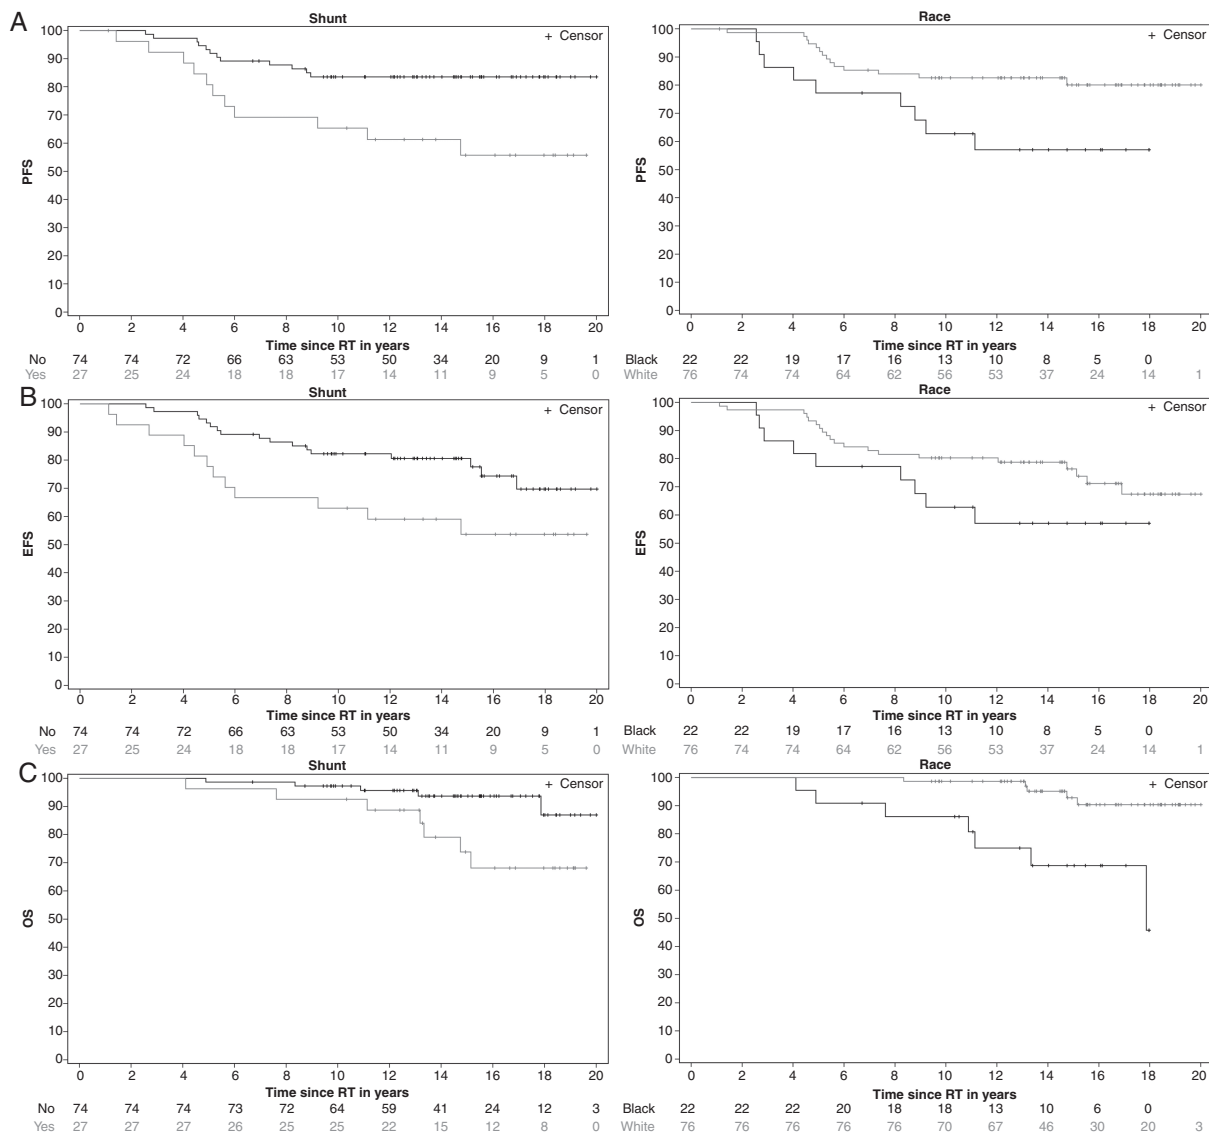 A
Shunt
+ Censor
PFS
100
90
80
70
60
50
40
30
20
10
0
0 2 4 6 8 10 12 14 16 18 20
Time since RT in years
No 74 74 72 66 63 53 50 34 20 9 1
Yes 27 25 24 18 18 17 14 11 9 5 0
Race
+ Censor
PFS
100
90
80
70
60
50
40
30
20
10
0
0 2 4 6 8 10 12 14 16 18 20
Time since RT in years
Black 22 22 19 17 16 13 10 8 5 0
White 76 74 74 64 62 56 53 37 24 14 1
B
Shunt
+ Censor
EFS
100
90
80
70
60
50
40
30
20
10
0
0 2 4 6 8 10 12 14 16 18 20
Time since RT in years
No 74 74 72 66 63 53 50 34 20 9 1
Yes 27 25 24 18 18 17 14 11 9 5 0
Race
+ Censor
EFS
100
90
80
70
60
50
40
30
20
10
0
0 2 4 6 8 10 12 14 16 18 20
Time since RT in years
Black 22 22 19 17 16 13 10 8 5 0
White 76 74 74 64 62 56 53 37 24 14 1
C
Shunt
+ Censor
OS
100
90
80
70
60
50
40
30
20
10
0
0 2 4 6 8 10 12 14 16 18 20
Time since RT in years
No 74 74 74 73 72 64 59 41 24 12 3
Yes 27 27 27 26 25 25 22 15 12 8 0
Race
+ Censor
OS
100
90
80
70
60
50
40
30
20
10
0
0 2 4 6 8 10 12 14 16 18 20
Time since RT in years
Black 22 22 22 20 18 18 13 10 6 0
White 76 76 76 76 76 70 67 46 30 20 3